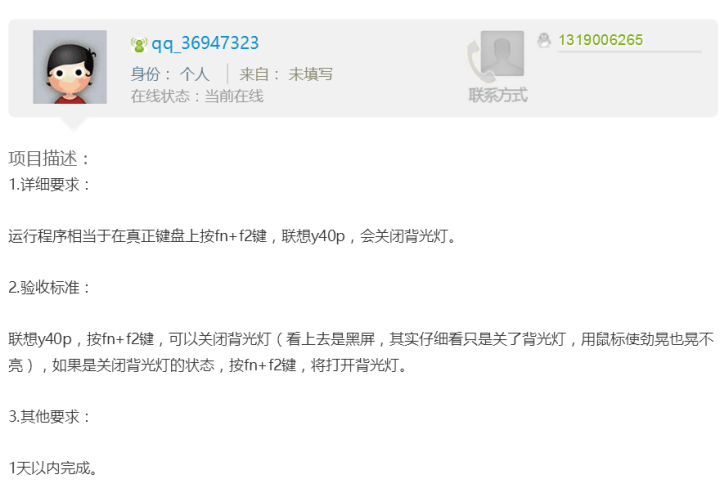 qq_36947323
1319006265
身份： 个人 来自： 未填写
在线状态：当前在线
联系方式
项目描述：
1.详细要求：
运行程序相当于在真正键盘上按fn+f2键，联想y40p，会关闭背光灯。
2.验收标准：
联想y40p，按fn+f2键，可以关闭背光灯（看上去是黑屏，其实仔细看只是关了背光灯，用鼠标使劲晃也晃不
亮），如果是关闭背光灯的状态，按fn+f2键，将打开背光灯。
3.其他要求：
1天以内完成。